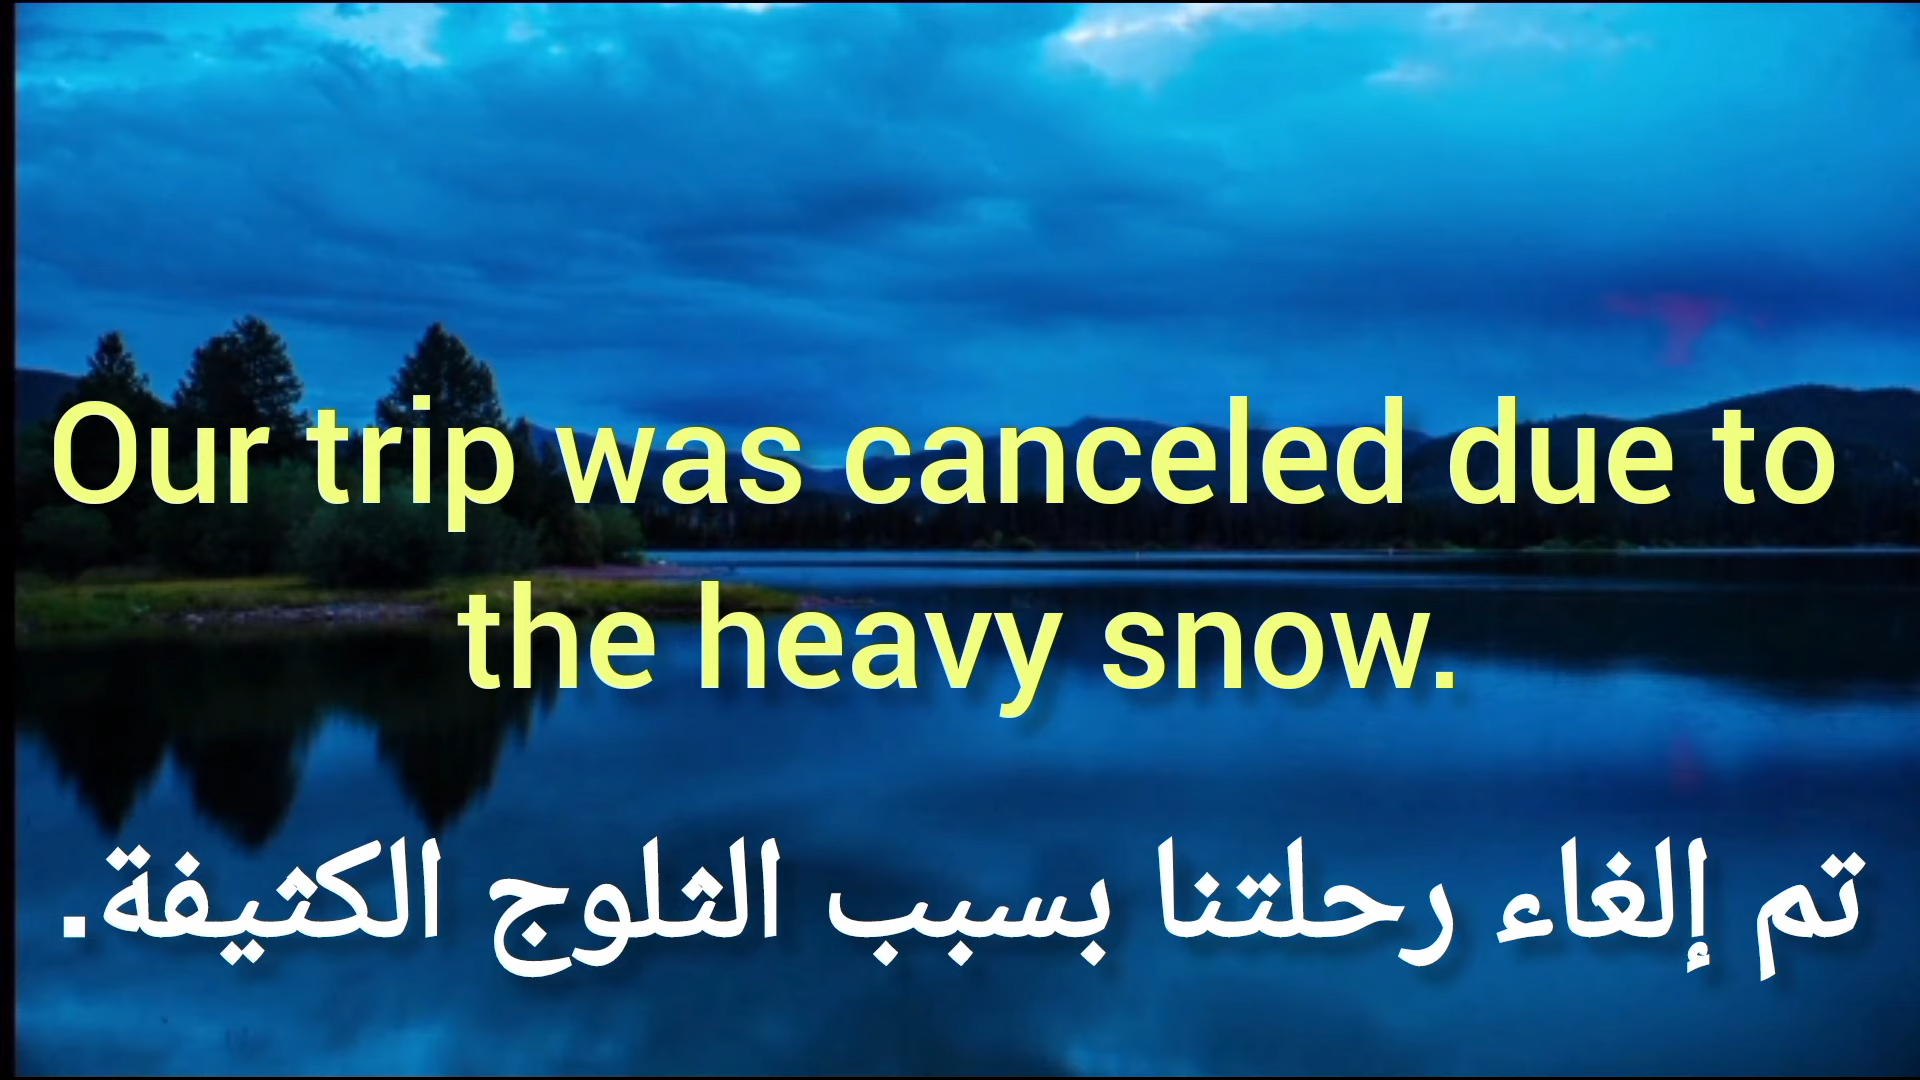 Our trip was canceled due to
the heavy snow.
تم إلغاء رحلتنا بسبب الثلوج الكثيفة.